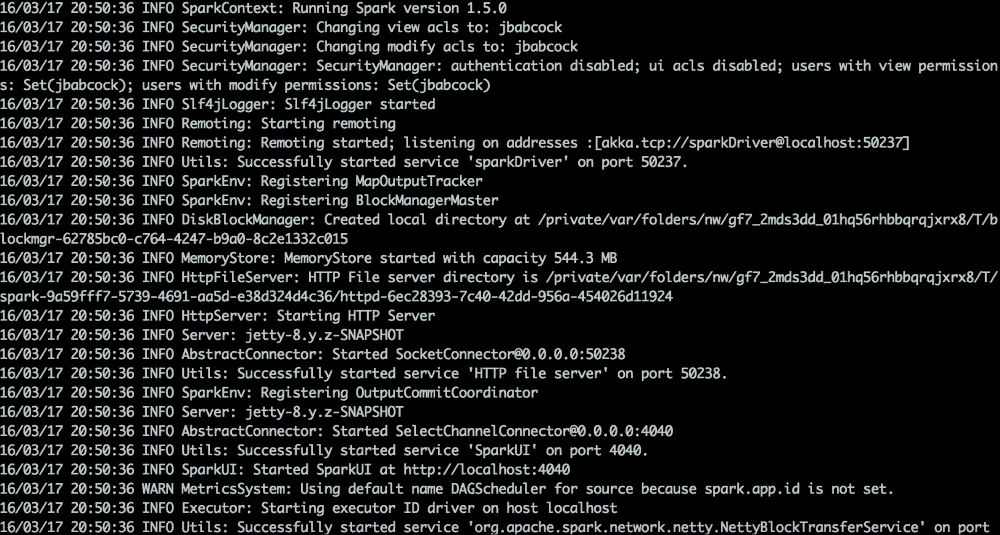 16/03/17 20:50:36 INFO SparkContext: Running Spark version 1.5.0
16/03/17 20:50:36 INFO SecurityManager: Changing view acls to: jbabcock
16/03/17 20:50:36 INFO SecurityManager: Changing modify acls to: jbabcock
16/03/17 20:50:36 INFO SecurityManager: SecurityManager: authentication disabled; ui acls disabled; users with view permission
s: Set(jbabcock); users with modify permissions: Set(jbabcock)
16/03/17 20:50:36 INFO Slf4jLogger: Slf4jLogger started
16/03/17 20:50:36 INFO Remoting: Starting remoting
16/03/17 20:50:36 INFO Remoting: Remoting started; listening on addresses :[akka.tcp://sparkDriver@localhost:50237]
16/03/17 20:50:36 INFO Utils: Successfully started service 'sparkDriver' on port 50237.
16/03/17 20:50:36 INFO SparkEnv: Registering MapOutputTracker
16/03/17 20:50:36 INFO SparkEnv: Registering BlockManagerMaster
16/03/17 20:50:36 INFO DiskBlockManager: Created local directory at /private/var/folders/nw/gf7_2mds3dd_01hq56rhbbqrqjxrx8/T/b
lockmgr-62785bc0-c764-4247-b9a0-8c2e1332c015
16/03/17 20:50:36 INFO MemoryStore: MemoryStore started with capacity 544.3 MB
16/03/17 20:50:36 INFO HttpFileServer: HTTP File server directory is /private/var/folders/nw/gf7_2mds3dd_01hq56rhbbqrqjxrx8/T/
spark-9a59fff7-5739-4691-aa5d-e38d324d4c36/httpd-6ec28393-7c40-42dd-956a-454026d11924
16/03/17 20:50:36 INFO HttpServer: Starting HTTP Server
16/03/17 20:50:36 INFO Server: jetty-8.y.z-SNAPSHOT
16/03/17 20:50:36 INFO AbstractConnector: Started SocketConnector@0.0.0.0:50238
16/03/17 20:50:36 INFO Utils: Successfully started service 'HTTP file server' on port 50238.
16/03/17 20:50:36 INFO SparkEnv: Registering OutputCommitCoordinator
16/03/17 20:50:36 INFO Server: jetty-8.y.z-SNAPSHOT
16/03/17 20:50:36 INFO AbstractConnector: Started SelectChannelConnector@0.0.0.0:4040
16/03/17 20:50:36 INFO Utils: Successfully started service 'SparkUI' on port 4040.
16/03/17 20:50:36 INFO SparkUI: Started SparkUI at http://localhost:4040
16/03/17 20:50:36 WARN MetricsSystem: Using default name DAGScheduler for source because spark.app.id is not set.
16/03/17 20:50:36 INFO Executor: Starting executor ID driver on host localhost
16/03/17 20:50:36 INFO Utils: Successfully started service 'org.apache.spark.network.netty.NettyBlockTransferService' on port